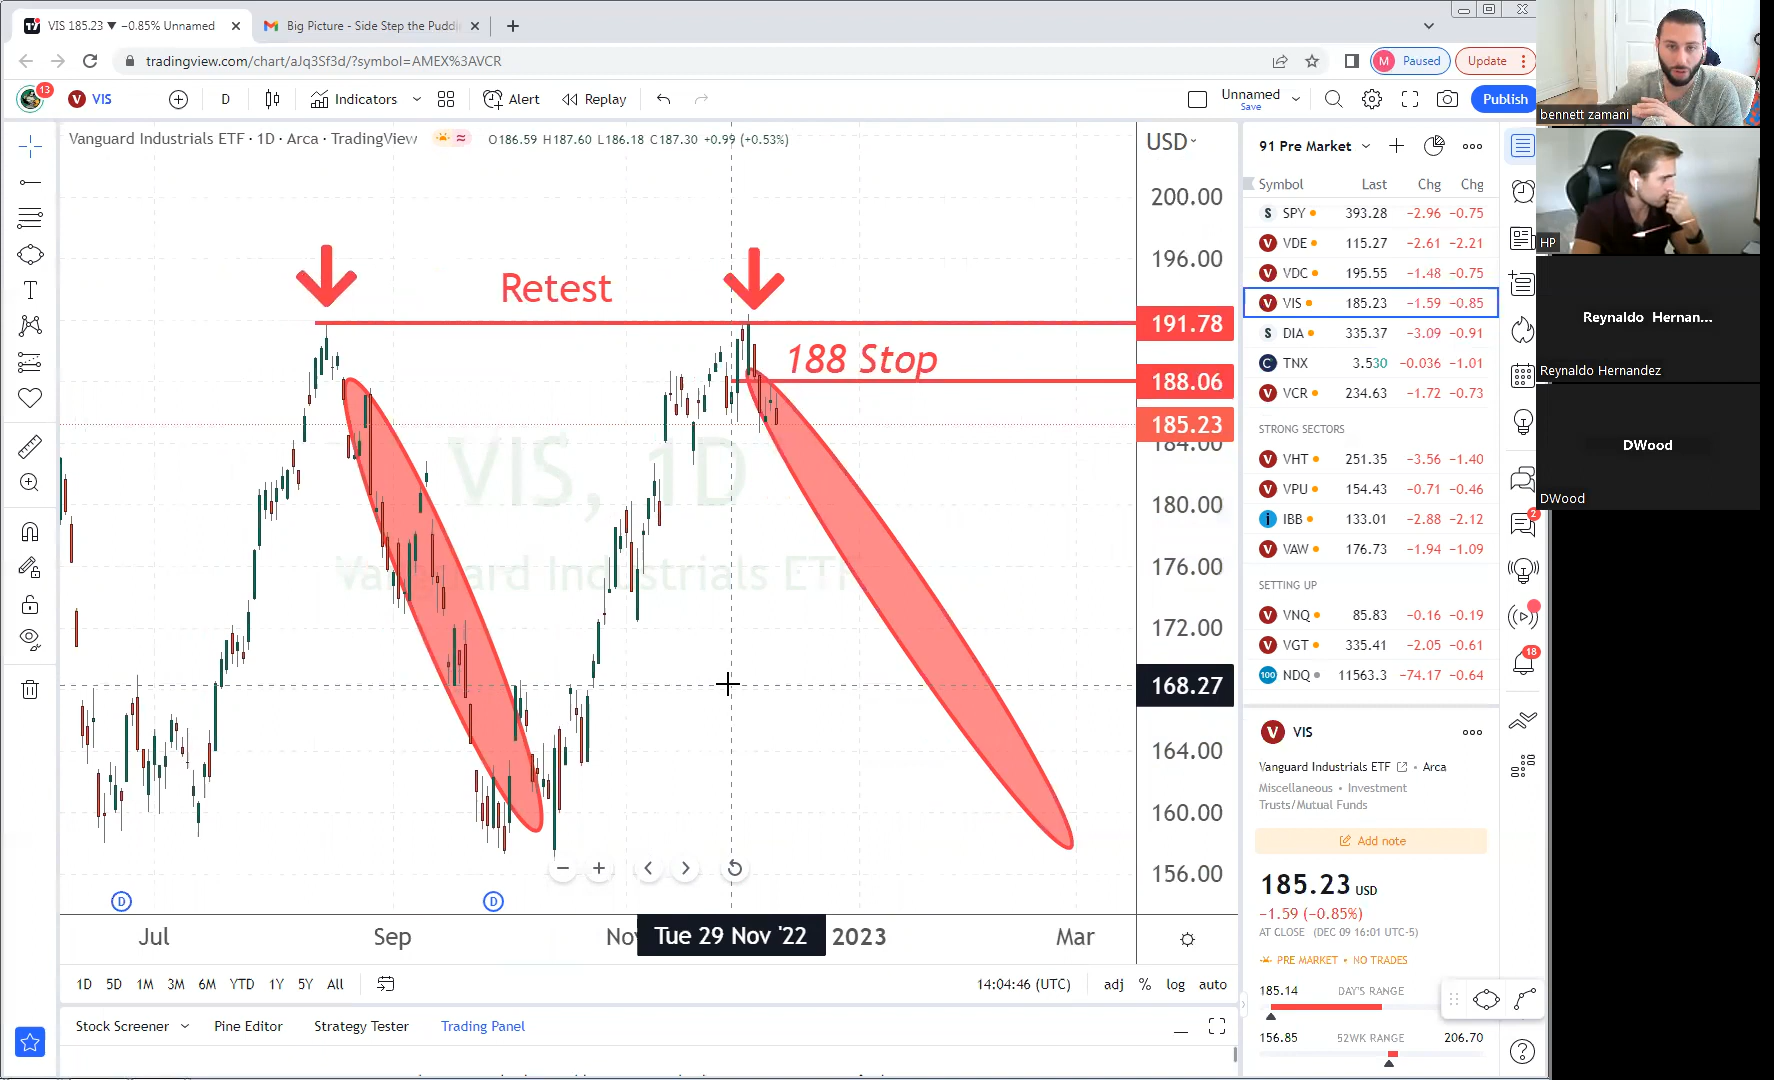 VIS 185.23 ▼ −0.85% Unnamed
Big Picture - Side Step the Puddi
tradingview.com/chart/aJq3Sf3d/?symbol=AMEX%3AVCR
M Paused
Update
13
V VIS
D
Indicators
Alert
Replay
Unnamed
Save
Publish
Vanguard Industrials ETF · 1D · Arca · TradingView
O186.59 H187.60 L186.18 C187.30 +0.99 (+0.53%)
USD
200.00
196.00
191.78
188.06
185.23
184.00
180.00
176.00
172.00
168.27
164.00
160.00
156.00
Retest
188 Stop
VIS, 1D
Vanguard Industrials ETF
D
D
Jul
Sep
Nov
Tue 29 Nov '22
2023
Mar
1D 5D 1M 3M 6M YTD 1Y 5Y All
14:04:46 (UTC)
adj % log auto
Stock Screener
Pine Editor
Strategy Tester
Trading Panel
91 Pre Market
Symbol Last Chg Chg
S SPY 393.28 −2.96 −0.75
V VDE 115.27 −2.61 −2.21
V VDC 195.55 −1.48 −0.75
V VIS 185.23 −1.59 −0.85
S DIA 335.37 −3.09 −0.91
C TNX 3.530 −0.036 −1.01
V VCR 234.63 −1.72 −0.73
STRONG SECTORS
V VHT 251.35 −3.56 −1.40
V VPU 154.43 −0.71 −0.46
i IBB 133.01 −2.88 −2.12
V VAW 176.73 −1.94 −1.09
SETTING UP
V VNQ 85.83 −0.16 −0.19
V VGT 335.41 −2.05 −0.61
100 NDQ 11563.3 −74.17 −0.64
V VIS
Vanguard Industrials ETF • Arca
Miscellaneous • Investment
Trusts/Mutual Funds
Add note
185.23 USD
−1.59 (−0.85%)
AT CLOSE (DEC 09 16:01 UTC-5)
PRE MARKET • NO TRADES
185.14 DAY'S RANGE
156.85 52WK RANGE 206.70
2
18
bennett zamani
HP
Reynaldo Hernan...
Reynaldo Hernandez
DWood
DWood